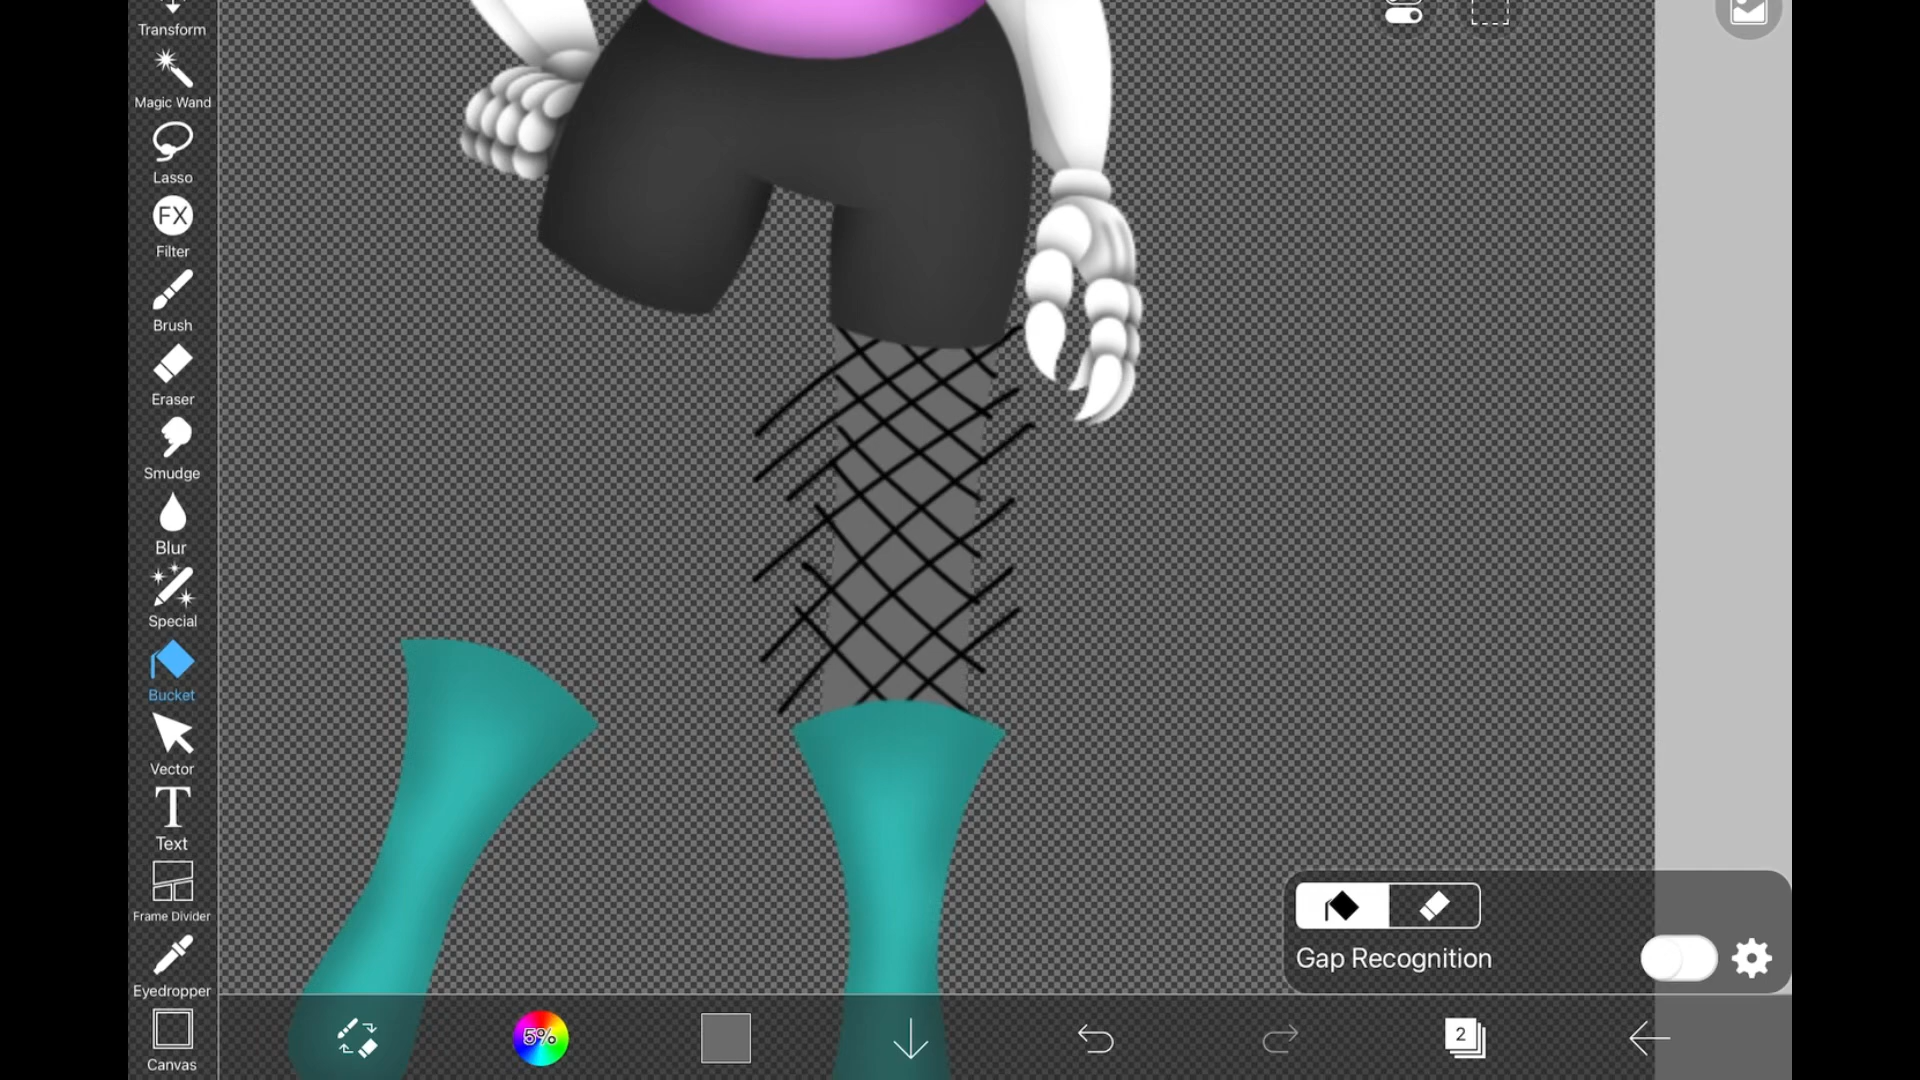 Transform
Magic Wand
Lasso
FX
Filter
Brush
Eraser
Smudge
Blur
Special
Bucket
Vector
T
Text
Frame Divider
Eyedropper
Canvas
Gap Recognition
5%
2